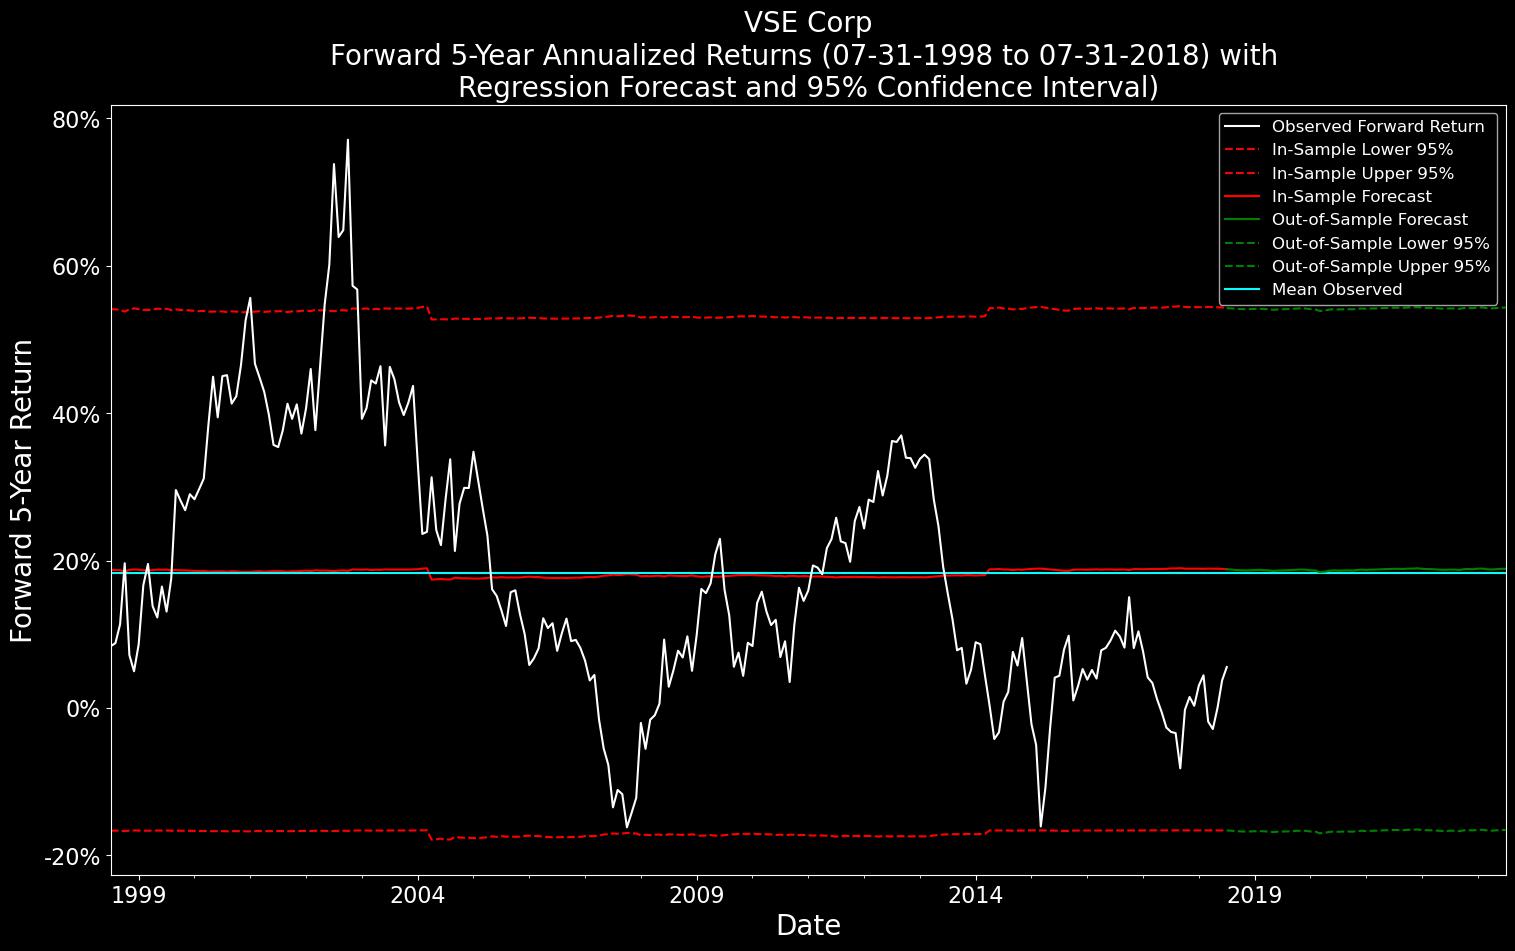 VSE Corp
Forward 5-Year Annualized Returns (07-31-1998 to 07-31-2018) with
Regression Forecast and 95% Confidence Interval)
80%
60%
40%
20%
0%
-20%
Forward 5-Year Return
Observed Forward Return
In-Sample Lower 95%
In-Sample Upper 95%
In-Sample Forecast
Out-of-Sample Forecast
Out-of-Sample Lower 95%
Out-of-Sample Upper 95%
Mean Observed
1999
2004
2009
2014
2019
Date